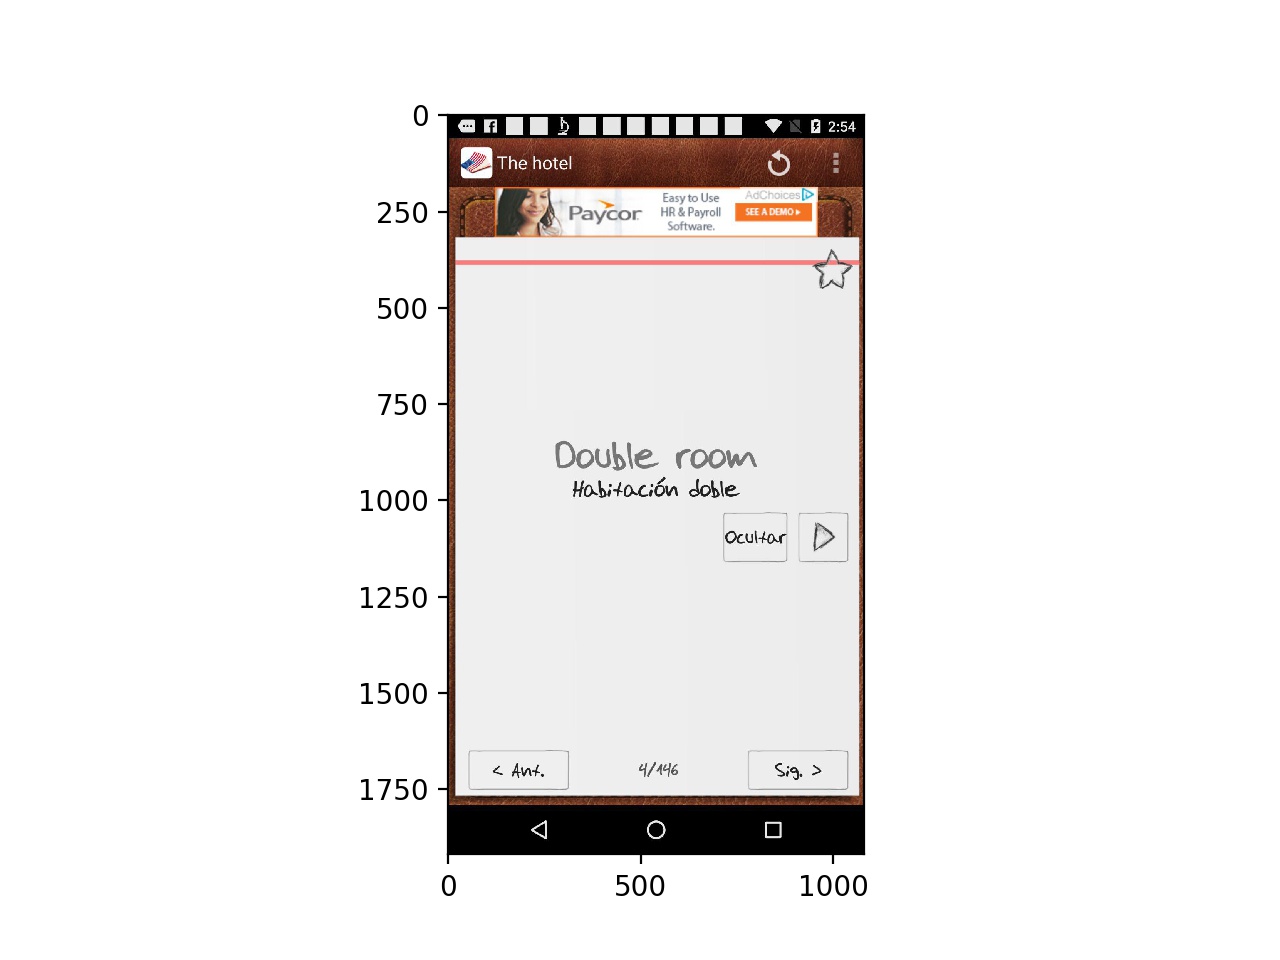 0
250
500
750
1000
1250
1500
1750
0 500 1000
2:54
The hotel
Paycor
Easy to Use
HR & Payroll
Software.
AdChoices
SEE A DEMO
Double room
Habitación doble
Ocultar
< Ant.
4/146
Sig. >